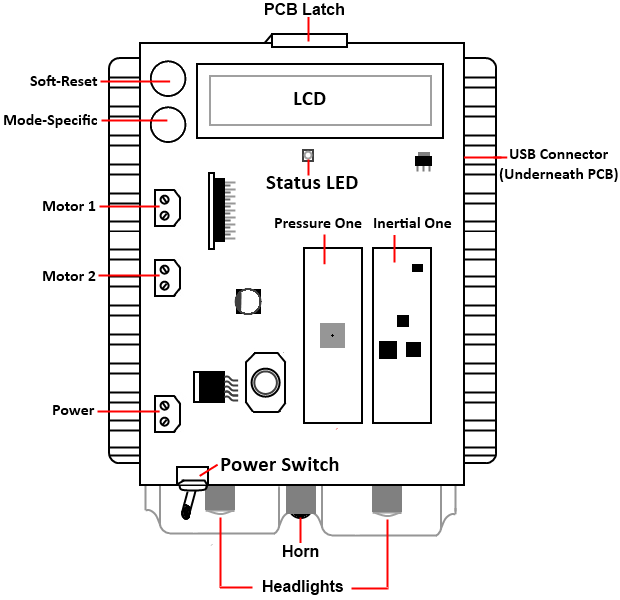 PCB Latch
Soft-Reset
LCD
Mode-Specific
USB Connector
(Underneath PCB)
Status LED
Motor 1
Pressure One
Inertial One
Motor 2
Power
Power Switch
Horn
Headlights